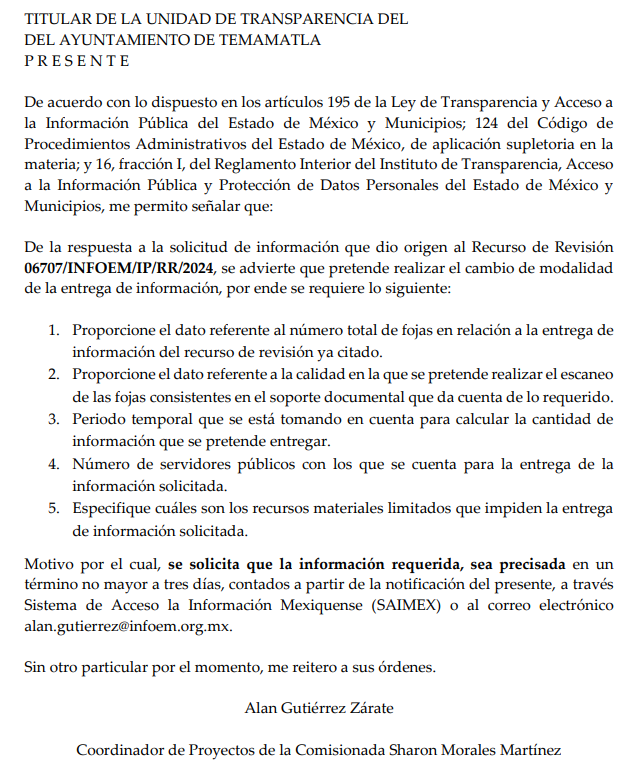 TITULAR DE LA UNIDAD DE TRANSPARENCIA DEL
DEL AYUNTAMIENTO DE TEMAMATLA
P R E S E N T E
De acuerdo con lo dispuesto en los artículos 195 de la Ley de Transparencia y Acceso a
la Información Pública del Estado de México y Municipios; 124 del Código de
Procedimientos Administrativos del Estado de México, de aplicación supletoria en la
materia; y 16, fracción I, del Reglamento Interior del Instituto de Transparencia, Acceso
a la Información Pública y Protección de Datos Personales del Estado de México y
Municipios, me permito señalar que:
De la respuesta a la solicitud de información que dio origen al Recurso de Revisión
06707/INFOEM/IP/RR/2024, se advierte que pretende realizar el cambio de modalidad
de la entrega de información, por ende se requiere lo siguiente:
1. Proporcione el dato referente al número total de fojas en relación a la entrega de
información del recurso de revisión ya citado.
2. Proporcione el dato referente a la calidad en la que se pretende realizar el escaneo
de las fojas consistentes en el soporte documental que da cuenta de lo requerido.
3. Periodo temporal que se está tomando en cuenta para calcular la cantidad de
información que se pretende entregar.
4. Número de servidores públicos con los que se cuenta para la entrega de la
información solicitada.
5. Especifique cuáles son los recursos materiales limitados que impiden la entrega
de información solicitada.
Motivo por el cual, se solicita que la información requerida, sea precisada en un
término no mayor a tres días, contados a partir de la notificación del presente, a través
Sistema de Acceso la Información Mexiquense (SAIMEX) o al correo electrónico
alan.gutierrez@infoem.org.mx.
Sin otro particular por el momento, me reitero a sus órdenes.
Alan Gutiérrez Zárate
Coordinador de Proyectos de la Comisionada Sharon Morales Martínez